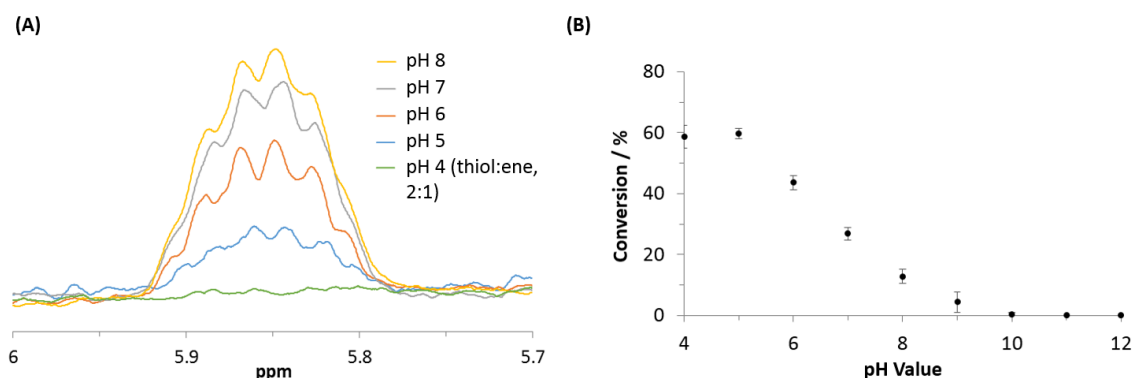 (A)
pH 8
pH 7
pH 6
pH 5
pH 4 (thiol:ene,
2:1)
6
5.9
5.8
5.7
ppm
(B)
Conversion / %
80
60
40
20
0
4
6
8
10
12
pH Value